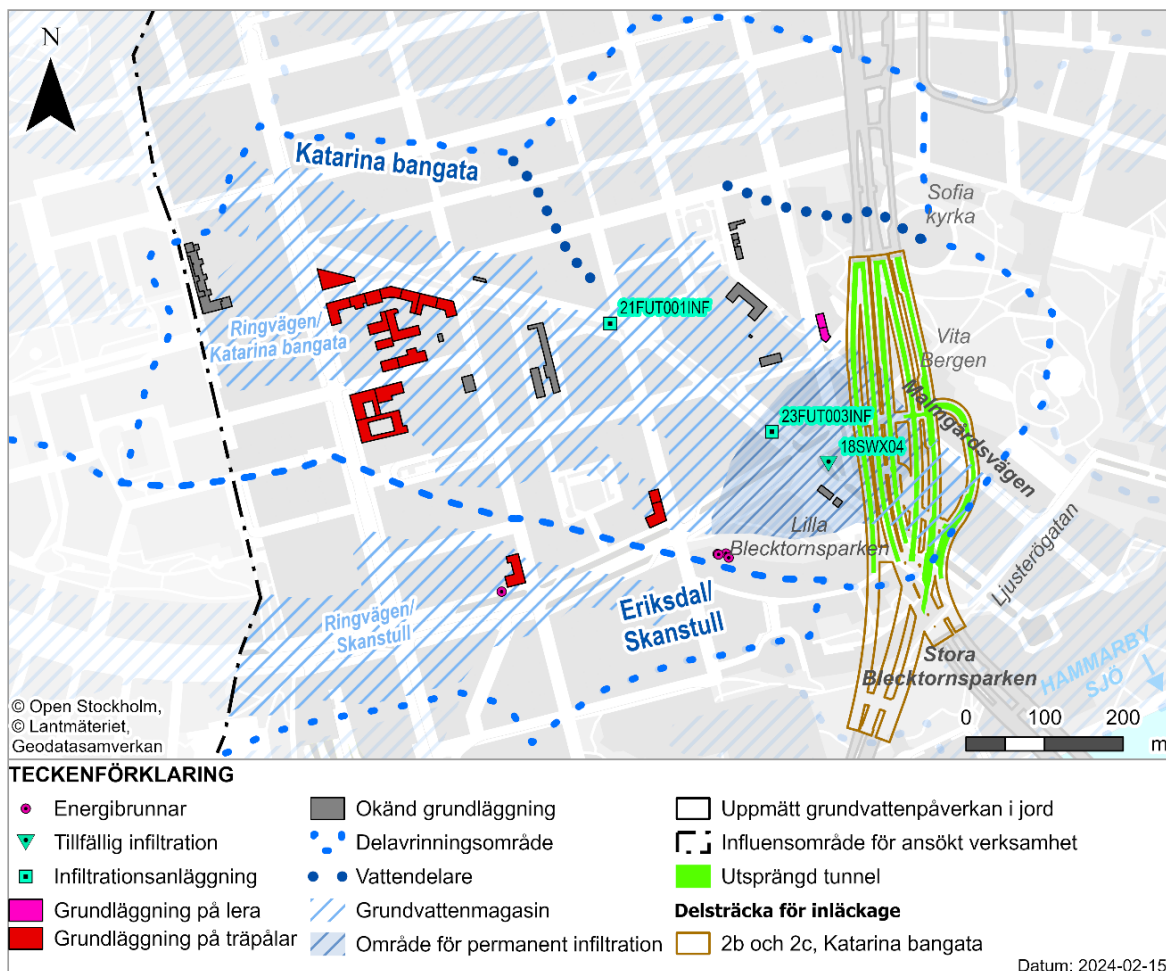 N
Katarina bangata
Sofia
kyrka
21FUT001INF
Ringvägen/
Katarina bangata
Vita
Bergen
Malmgårdsvägen
23FUT003INF
18SWX04
Lilla
Blecktornsparken
Ljusterögatan
Eriksdal/
Skanstull
Ringvägen/
Skanstull
Stora
Blecktornsparken
HAMMARBY
SJÖ
© Open Stockholm,
© Lantmäteriet,
Geodatasamverkan
0 100 200
m
TECKENFÖRKLARING
Energibrunnar
Tillfällig infiltration
Infiltrationsanläggning
Grundläggning på lera
Grundläggning på träpålar
Okänd grundläggning
Delavrinningsområde
Vattendelare
Grundvattenmagasin
Område för permanent infiltration
Uppmätt grundvattenpåverkan i jord
Influensområde för ansökt verksamhet
Utsprängd tunnel
Delsträcka för inläckage
2b och 2c, Katarina bangata
Datum: 2024-02-15